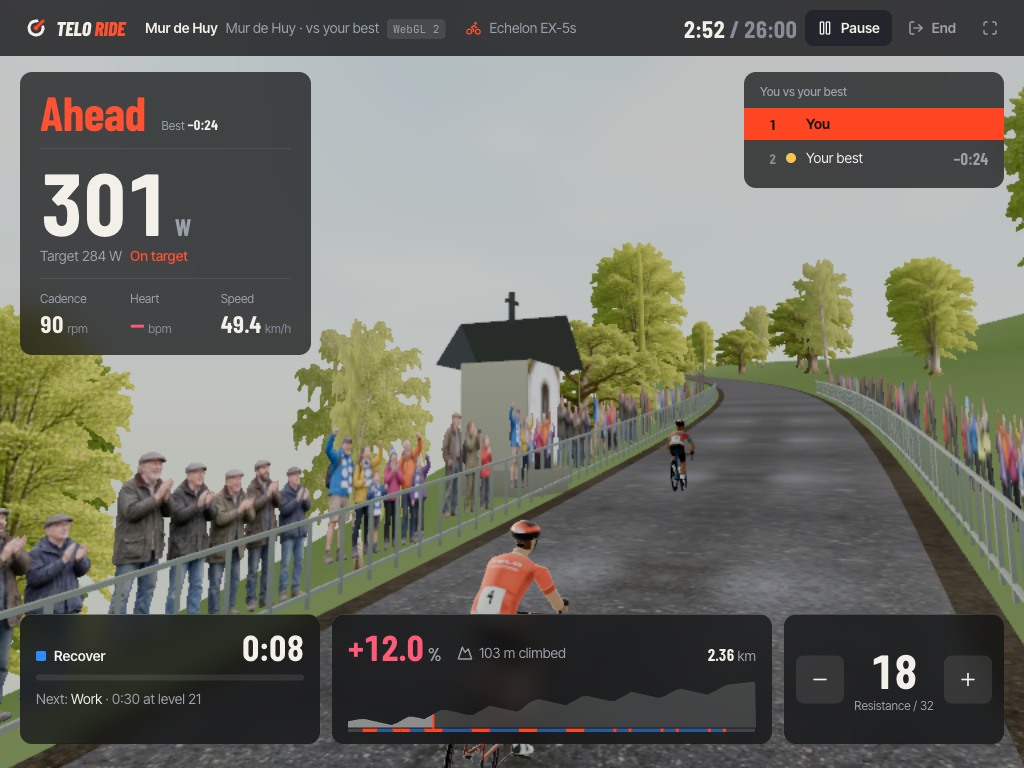 TELO RIDE
Mur de Huy Mur de Huy · vs your best WebGL 2
Echelon EX-5s
2:52 / 26:00
Pause
End
Ahead
Best –0:24
301 W
Target 284 W On target
Cadence Heart Speed
90 rpm – bpm 49.4 km/h
You vs your best
1 You
2 Your best –0:24
4
Recover 0:08
Next: Work · 0:30 at level 21
+12.0 % 103 m climbed 2.36 km
− 18 +
Resistance / 32